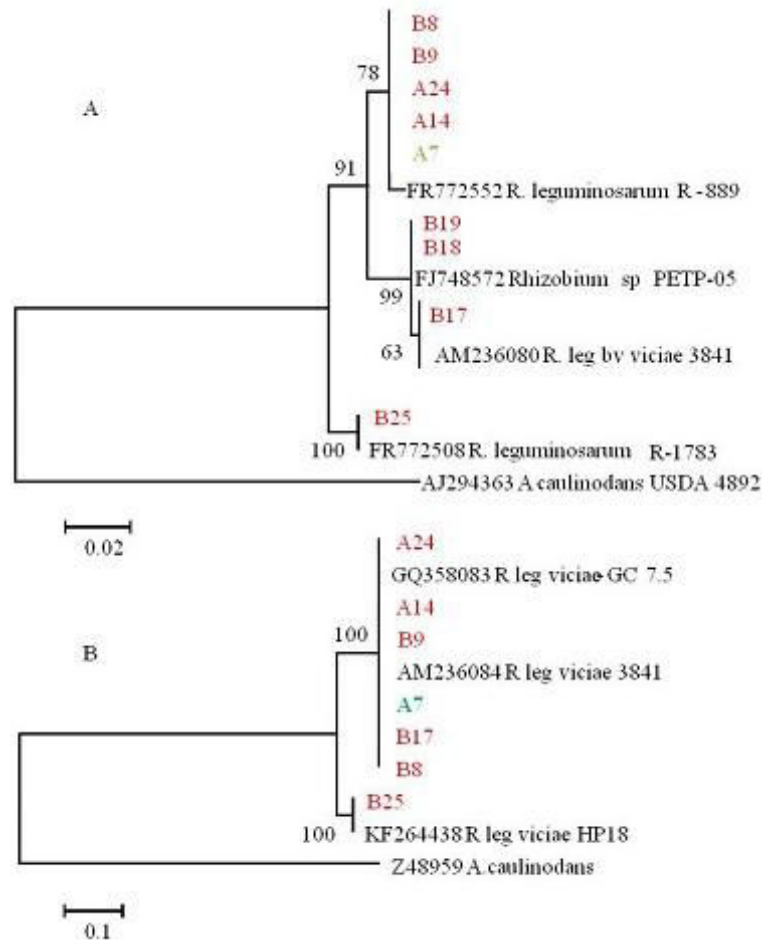 B8
B9
78
A24
A
A14
A7
91
FR772552 R. leguminosarum R -889
B19
B18
FJ748572 Rhizobium sp PETP-05
99
B17
63
AM236080 R. leg bv viciae 3841
B25
100
FR772508 R. leguminosarum R-1783
AJ294363 A caulinodans USDA 4892
0.02
A24
GQ358083 R leg viciae GC 7.5
A14
100
B9
B
AM236084 R leg viciae 3841
A7
B17
B8
B25
100
KF264438 R leg viciae HP18
Z48959 A.caulinodans
0.1